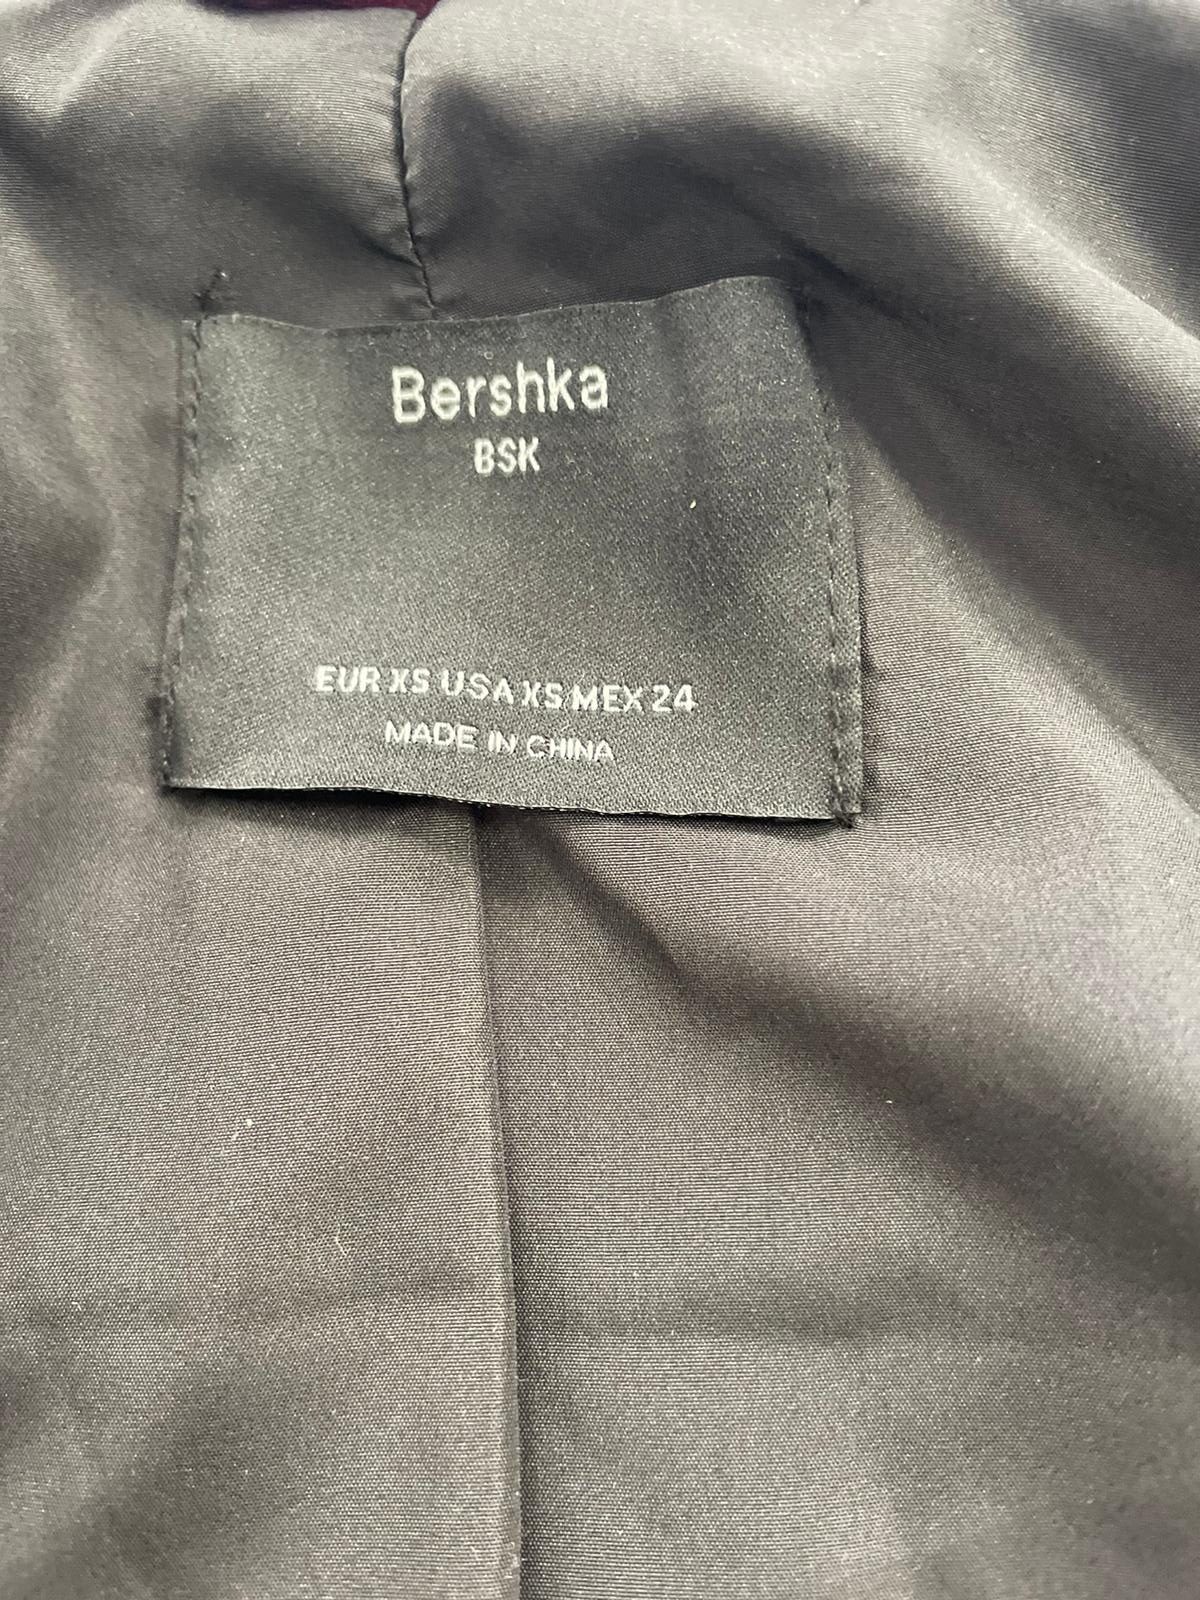 Bershka
BSK
EUR XS USA XS MEX 24
MADE IN CHINA